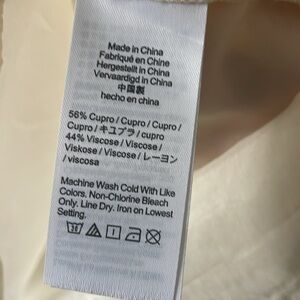 Made in China
Fabriqué en Chine
Hergestellt in China
Vervaardigd in China
中国製
hecho en china
56% Cupro / Cupro / Cupro /
Cupro / キュプラ / cupro
44% Viscose / Viscose /
Viskose / Viscose / レーヨン
/ viscosa
Machine Wash Cold With Like
Colors. Non-Chlorine Bleach
Only. Line Dry. Iron on Lowest
Setting.